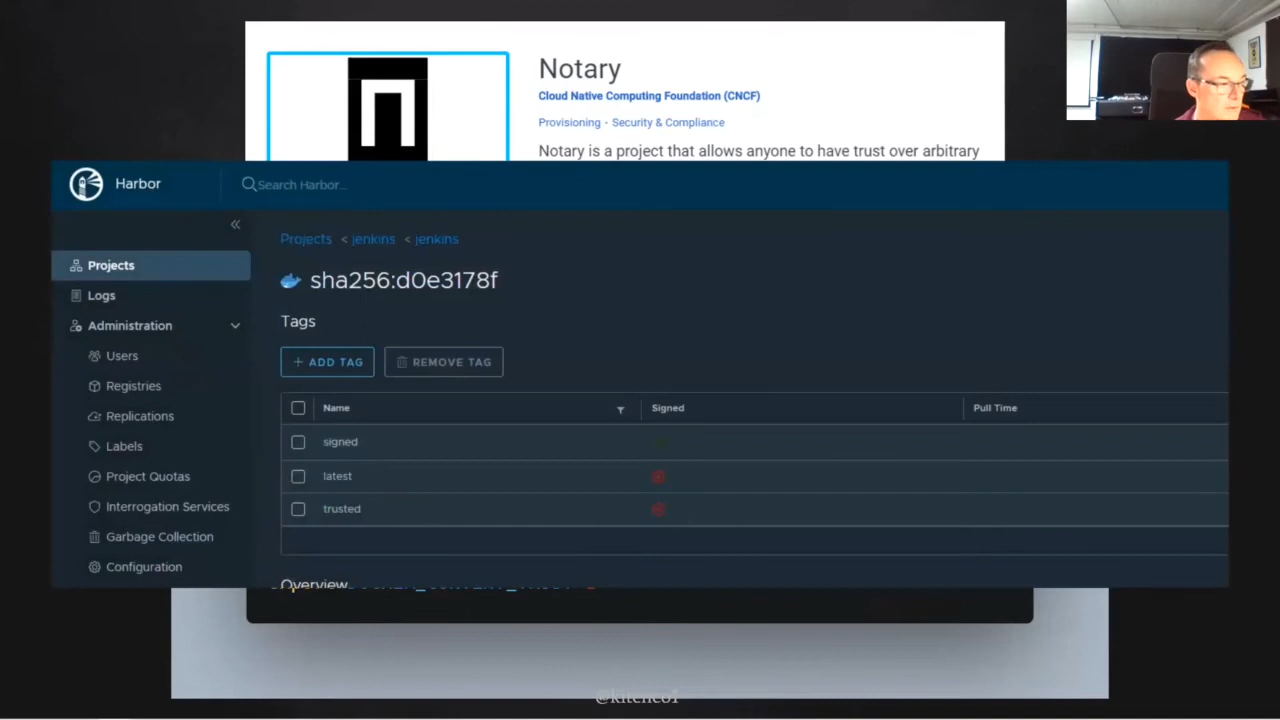 Notary
Cloud Native Computing Foundation (CNCF)
Provisioning · Security & Compliance
Notary is a project that allows anyone to have trust over arbitrary
Harbor
Search Harbor...
Projects < jenkins < jenkins
Projects
sha256:d0e3178f
Logs
Tags
Administration
Users
ADD TAG
REMOVE TAG
Registries
Name
Signed
Pull Time
Replications
signed
Labels
latest
Project Quotas
trusted
Interrogation Services
Garbage Collection
Configuration
Overview